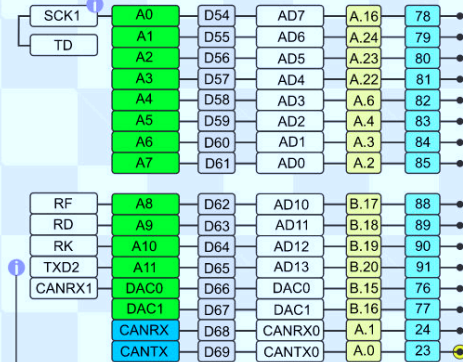 SCK1 A0 D54 AD7 A.16 78
TD A1 D55 AD6 A.24 79
A2 D56 AD5 A.23 80
A3 D57 AD4 A.22 81
A4 D58 AD3 A.6 82
A5 D59 AD2 A.4 83
A6 D60 AD1 A.3 84
A7 D61 AD0 A.2 85
RF A8 D62 AD10 B.17 88
RD A9 D63 AD11 B.18 89
RK A10 D64 AD12 B.19 90
TXD2 A11 D65 AD13 B.20 91
CANRX1 DAC0 D66 DAC0 B.15 76
DAC1 D67 DAC1 B.16 77
CANRX D68 CANRX0 A.1 24
CANTX D69 CANTX0 A.0 23